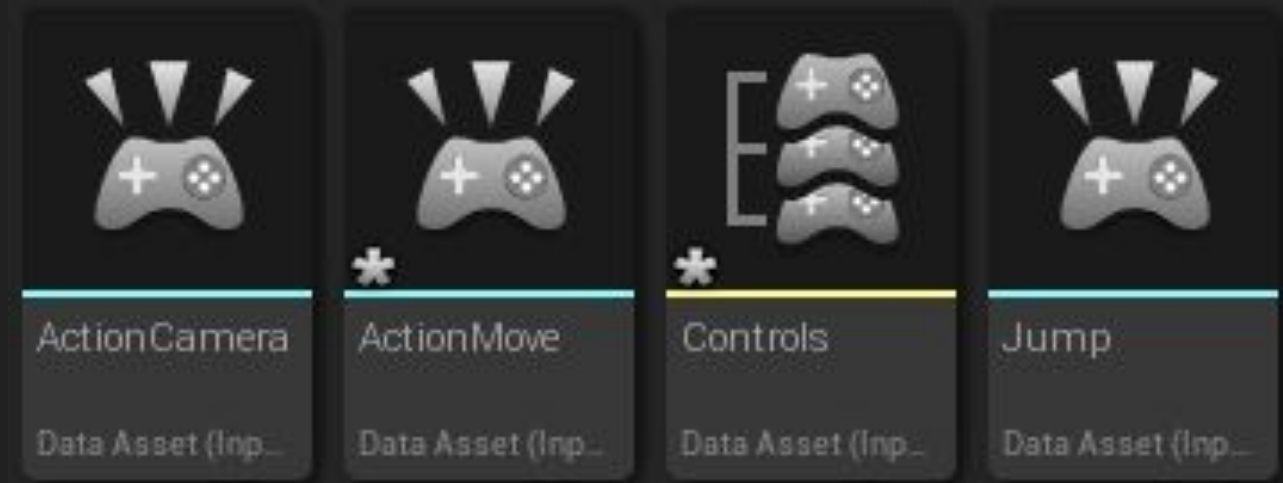 ActionCamera
Data Asset (Inp...
ActionMove
Data Asset (Inp...
Controls
Data Asset (Inp...
Jump
Data Asset (Inp...